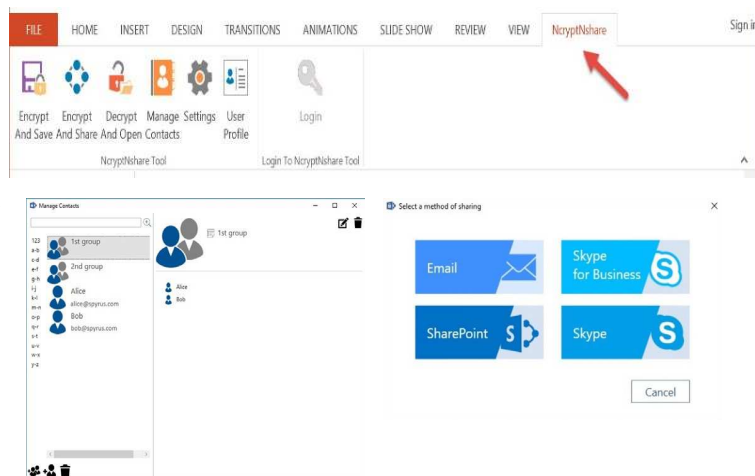 FILE HOME INSERT DESIGN TRANSITIONS ANIMATIONS SLIDE SHOW REVIEW VIEW NcryptNshare Sign in
Encrypt And Save
Encrypt And Share
Decrypt And Open
Manage Contacts
Settings
User Profile
Login
NcryptNshare Tool
Login To NcryptNshare Tool
Manage Contacts
123
a-b
c-d
e-f
g-h
i-j
k-l
m-n
o-p
q-r
s-t
u-v
w-x
y-z
1st group
2nd group
Alice
alice@spyrus.com
Bob
bob@spyrus.com
1st group
Alice
Bob
Select a method of sharing
Email
Skype
for Business
SharePoint
Skype
Cancel